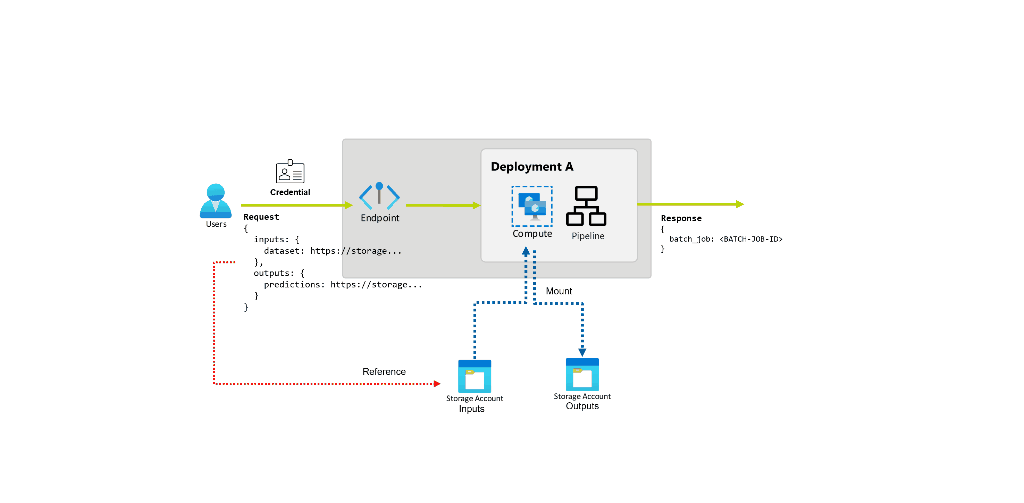 Deployment A
Credential
Users
Endpoint
Compute
Pipeline
Request
{
inputs: {
dataset: https://storage...
},
outputs: {
predictions: https://storage...
}
}
Response
{
batch_job: <BATCH-JOB-ID>
}
Mount
Reference
Storage Account
Inputs
Storage Account
Outputs